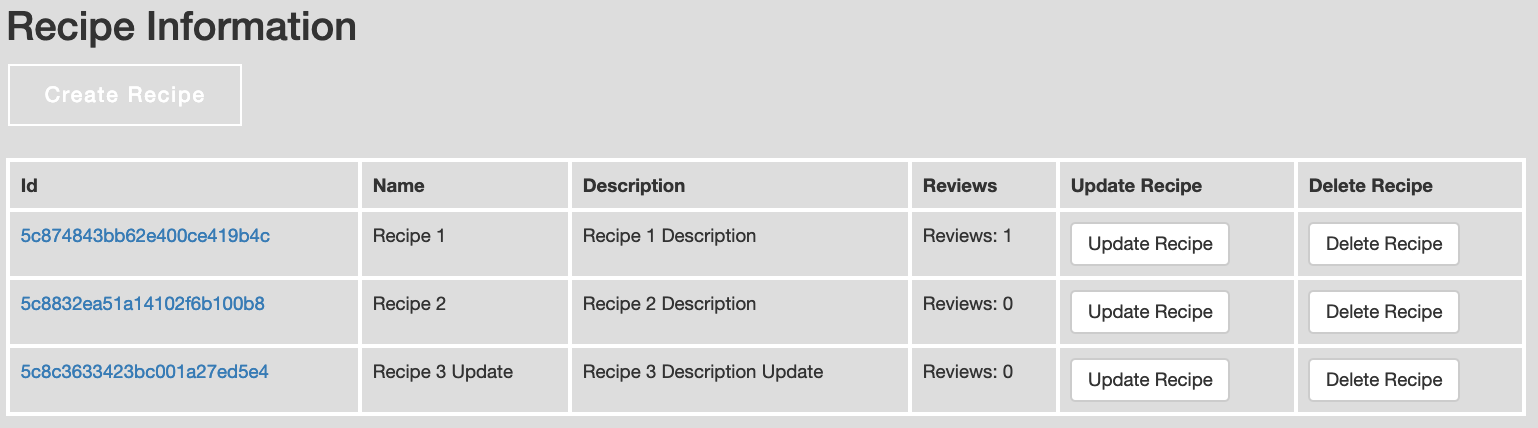 Recipe Information
Create Recipe
Id Name Description Reviews Update Recipe Delete Recipe
5c874843bb62e400ce419b4c Recipe 1 Recipe 1 Description Reviews: 1 Update Recipe Delete Recipe
5c8832ea51a14102f6b100b8 Recipe 2 Recipe 2 Description Reviews: 0 Update Recipe Delete Recipe
5c8c3633423bc001a27ed5e4 Recipe 3 Update Recipe 3 Description Update Reviews: 0 Update Recipe Delete Recipe